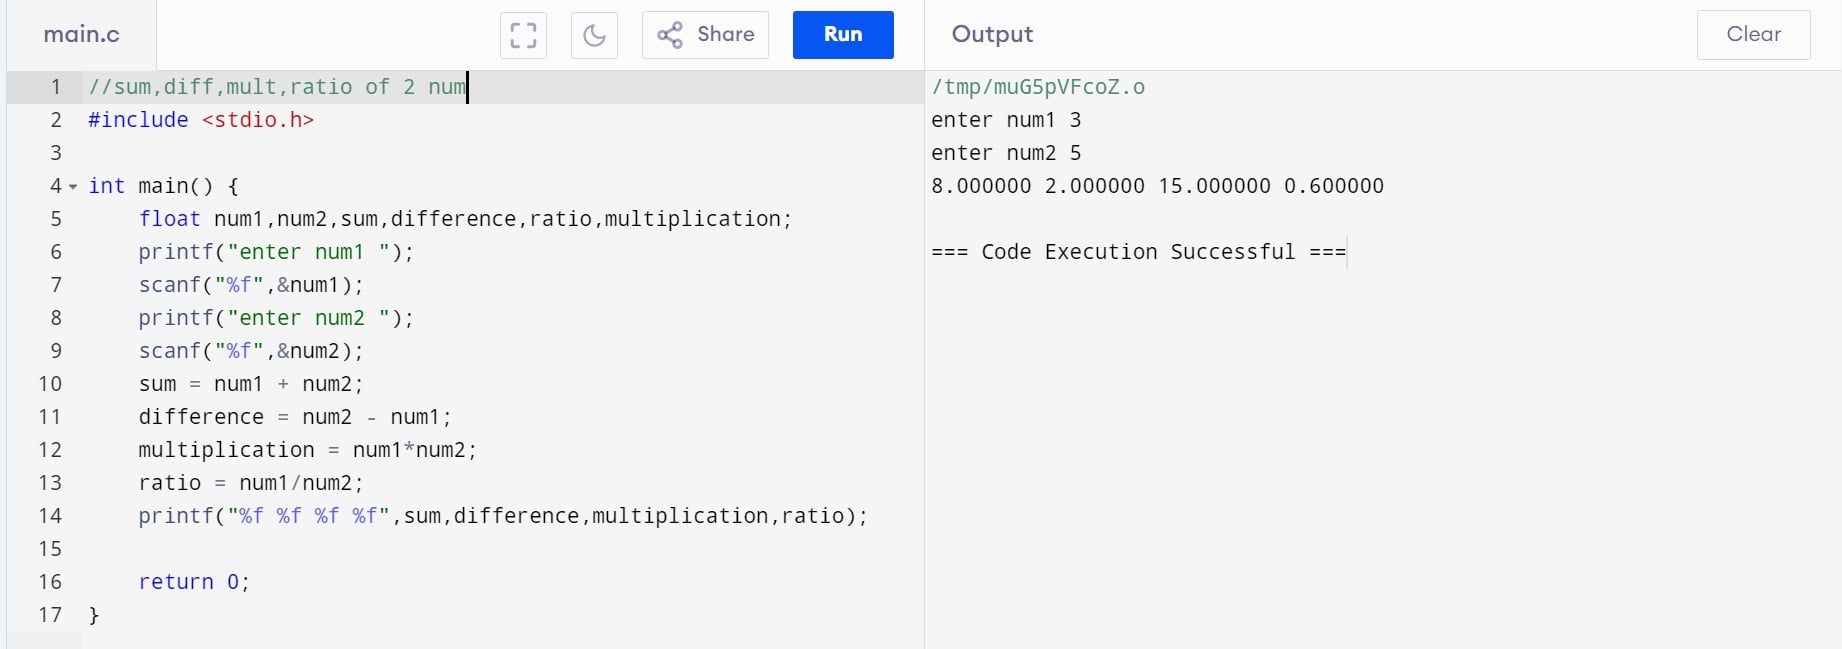 main.c
Share
Run
1 //sum,diff,mult,ratio of 2 num
2 #include <stdio.h>
3
4 int main() {
5     float num1,num2,sum,difference,ratio,multiplication;
6     printf("enter num1 ");
7     scanf("%f",&num1);
8     printf("enter num2 ");
9     scanf("%f",&num2);
10     sum = num1 + num2;
11     difference = num2 - num1;
12     multiplication = num1*num2;
13     ratio = num1/num2;
14     printf("%f %f %f %f",sum,difference,multiplication,ratio);
15
16     return 0;
17 }
Output
Clear
/tmp/muG5pVFcoZ.o
enter num1 3
enter num2 5
8.000000 2.000000 15.000000 0.600000
=== Code Execution Successful ===